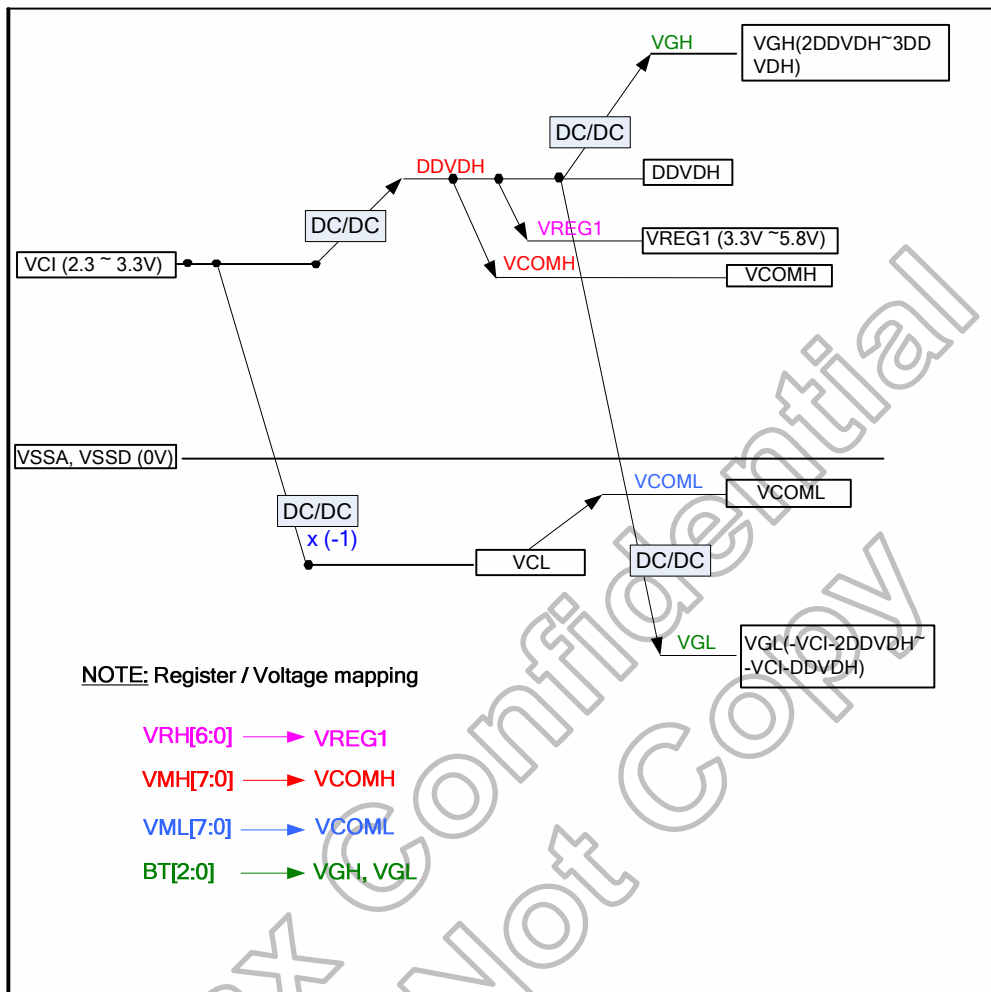 VGH
VGH(2DDVDH~3DD
VDH)
DC/DC
DDVDH
DDVDH
DC/DC
VREG1
VREG1 (3.3V ~5.8V)
VCI (2.3 ~ 3.3V)
VCOMH
VCOMH
VSSA, VSSD (0V)
VCOML
VCOML
DC/DC
x (-1)
VCL
DC/DC
VGL
VGL(-VCI-2DDVDH~
-VCI-DDVDH)
NOTE: Register / Voltage mapping
VRH[6:0] VREG1
VMH[7:0] VCOMH
VML[7:0] VCOML
BT[2:0] VGH, VGL
ex Confidential
Not Copy